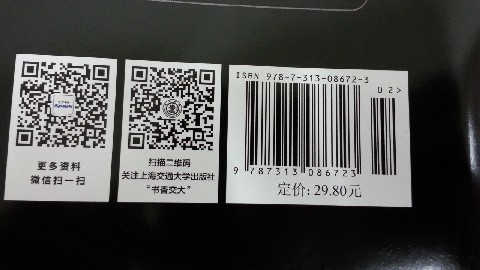 更多资料
微信扫一扫
扫描二维码
关注上海交通大学出版社
“书香交大”
ISBN 978-7-313-08672-3
02>
9 787313 086723
定价: 29.80元